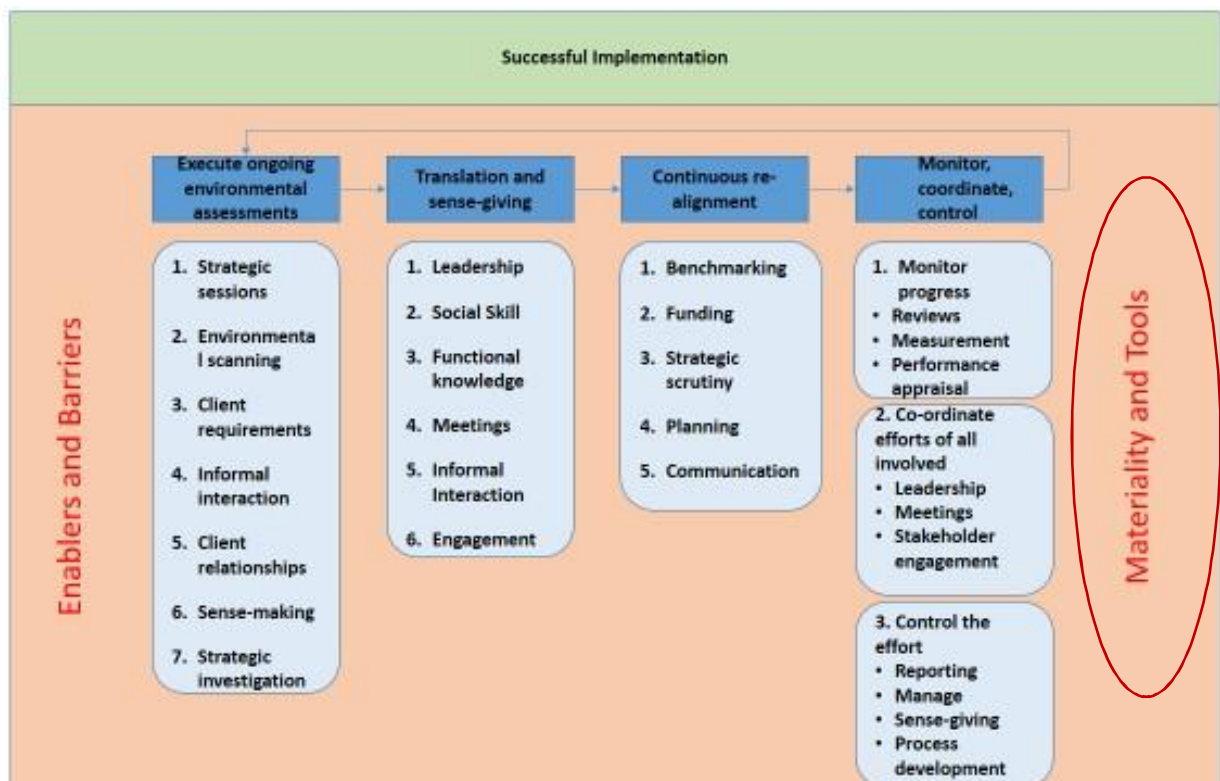 Successful Implementation
Execute ongoing
environmental
assessments
Translation and
sense-giving
Continuous re-
alignment
Monitor,
coordinate,
control
1. Strategic
sessions
2. Environmenta
l scanning
3. Client
requirements
4. Informal
interaction
5. Client
relationships
6. Sense-making
7. Strategic
investigation
1. Leadership
2. Social Skill
3. Functional
knowledge
4. Meetings
5. Informal
Interaction
6. Engagement
1. Benchmarking
2. Funding
3. Strategic
scrutiny
4. Planning
5. Communication
1. Monitor
progress
• Reviews
• Measurement
• Performance
appraisal
2. Co-ordinate
efforts of all
involved
• Leadership
• Meetings
• Stakeholder
engagement
3. Control the
effort
• Reporting
• Manage
• Sense-giving
• Process
development
Enablers and Barriers
Materiality and Tools